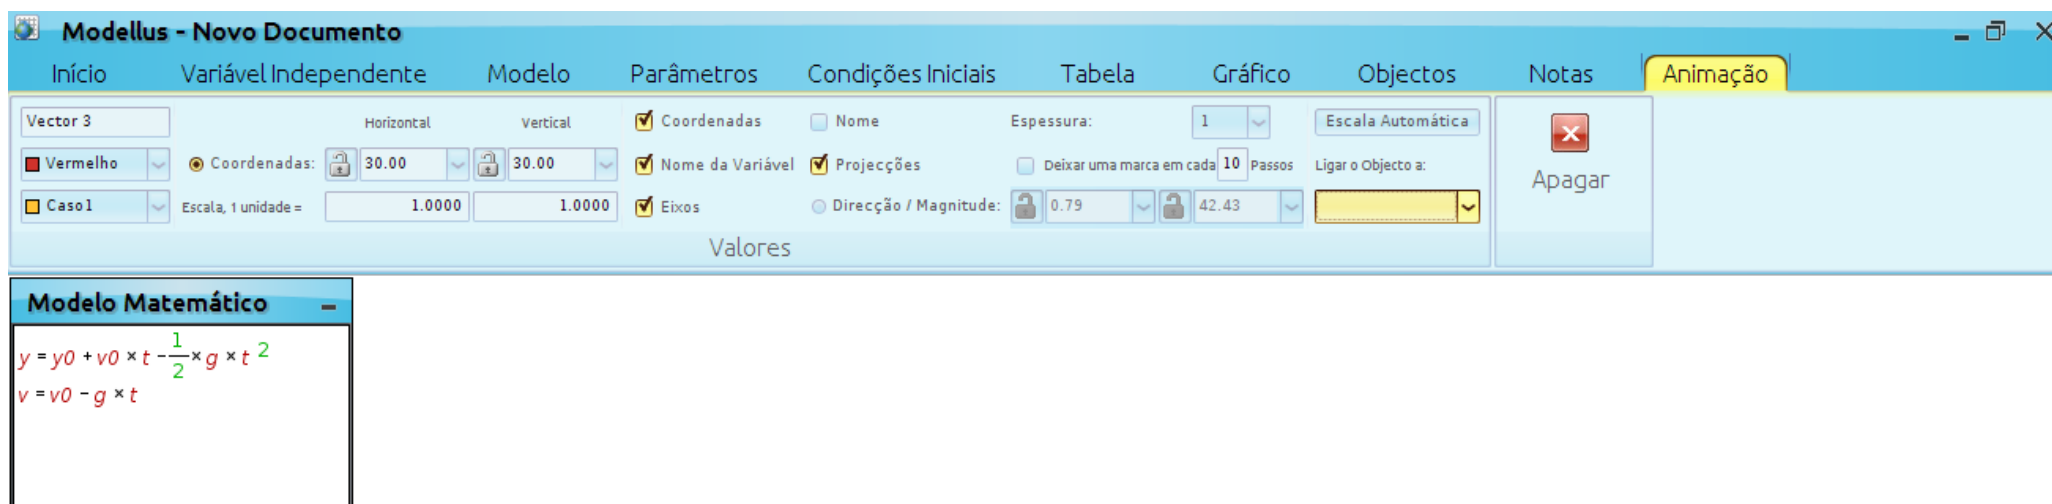 Modellus - Novo Documento
Início Variável Independente Modelo Parâmetros Condições Iniciais Tabela Gráfico Objectos Notas Animação
Vector 3 Horizontal Vertical Coordenadas Nome Espessura: 1 Escala Automática
Vermelho Coordenadas: 30.00 30.00 Nome da Variável Projecções Deixar uma marca em cada 10 Passos Ligar o Objecto a:
Caso1 Escala, 1 unidade = 1.0000 1.0000 Eixos Direcção / Magnitude: 0.79 42.43
Apagar
Valores
Modelo Matemático
y = y0 + v0 × t - 1/2 × g × t 2
v = v0 - g × t